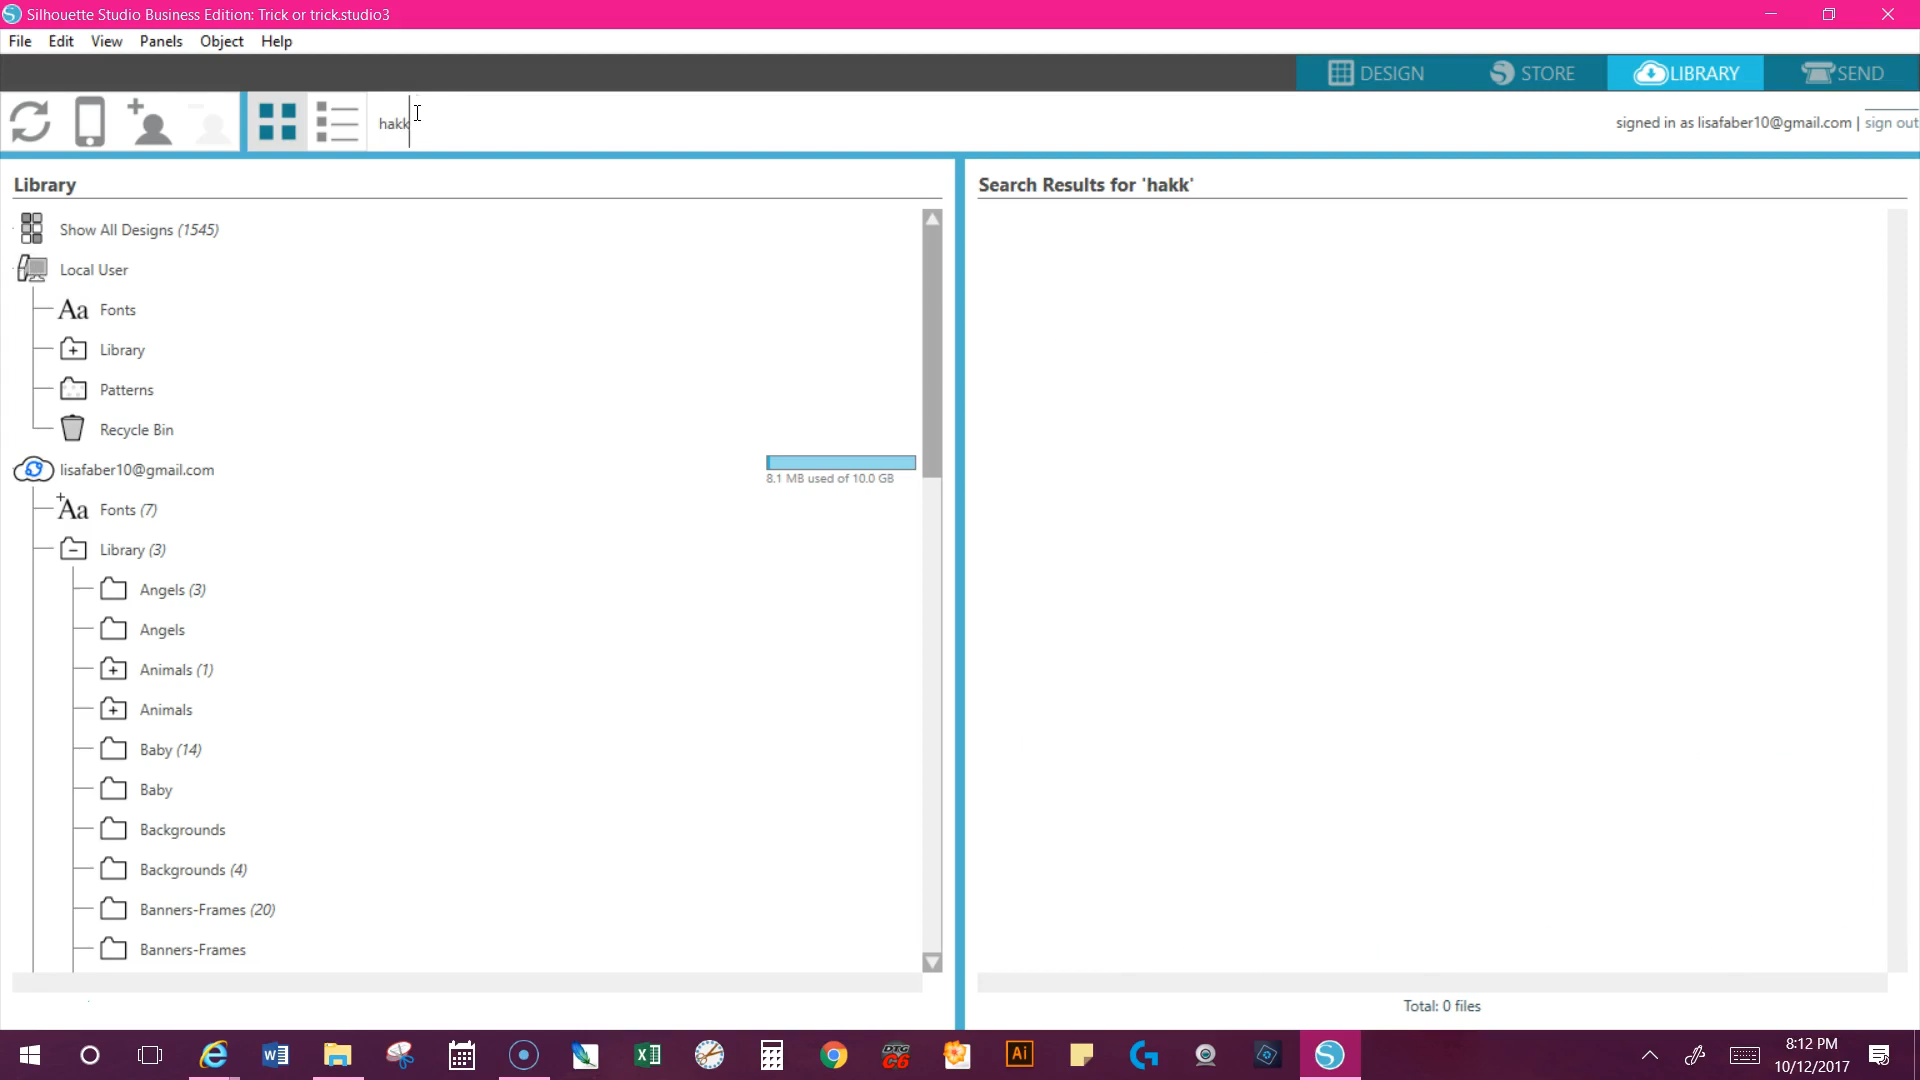 Silhouette Studio Business Edition: Trick or trick.studio3
File Edit View Panels Object Help
DESIGN STORE LIBRARY SEND
hakk
signed in as lisafaber10@gmail.com | sign out
Library
Show All Designs (1545)
Local User
Aa Fonts
Library
Patterns
Recycle Bin
lisafaber10@gmail.com
8.1 MB used of 10.0 GB
Aa Fonts (7)
Library (3)
Angels (3)
Angels
Animals (1)
Animals
Baby (14)
Baby
Backgrounds
Backgrounds (4)
Banners-Frames (20)
Banners-Frames
Search Results for 'hakk'
Total: 0 files
Ai
8:12 PM
10/12/2017